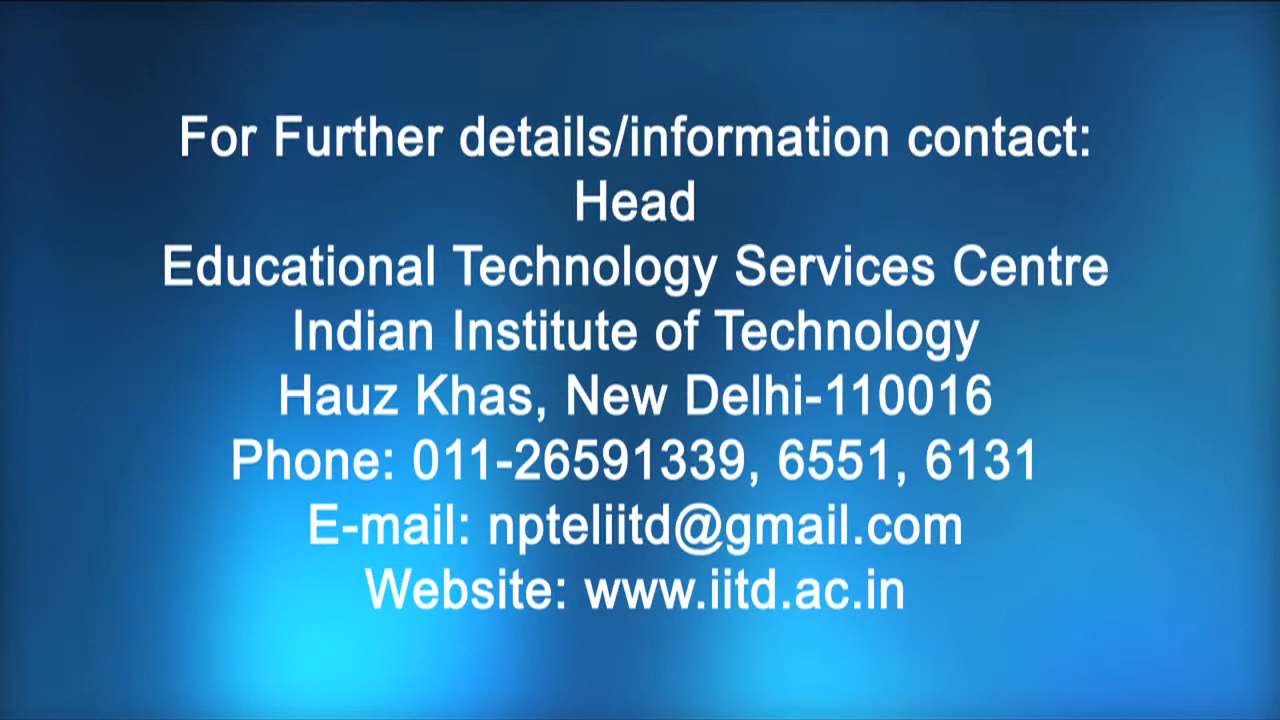 For Further details/information contact:
Head
Educational Technology Services Centre
Indian Institute of Technology
Hauz Khas, New Delhi-110016
Phone: 011-26591339, 6551, 6131
E-mail: npteliitd@gmail.com
Website: www.iitd.ac.in